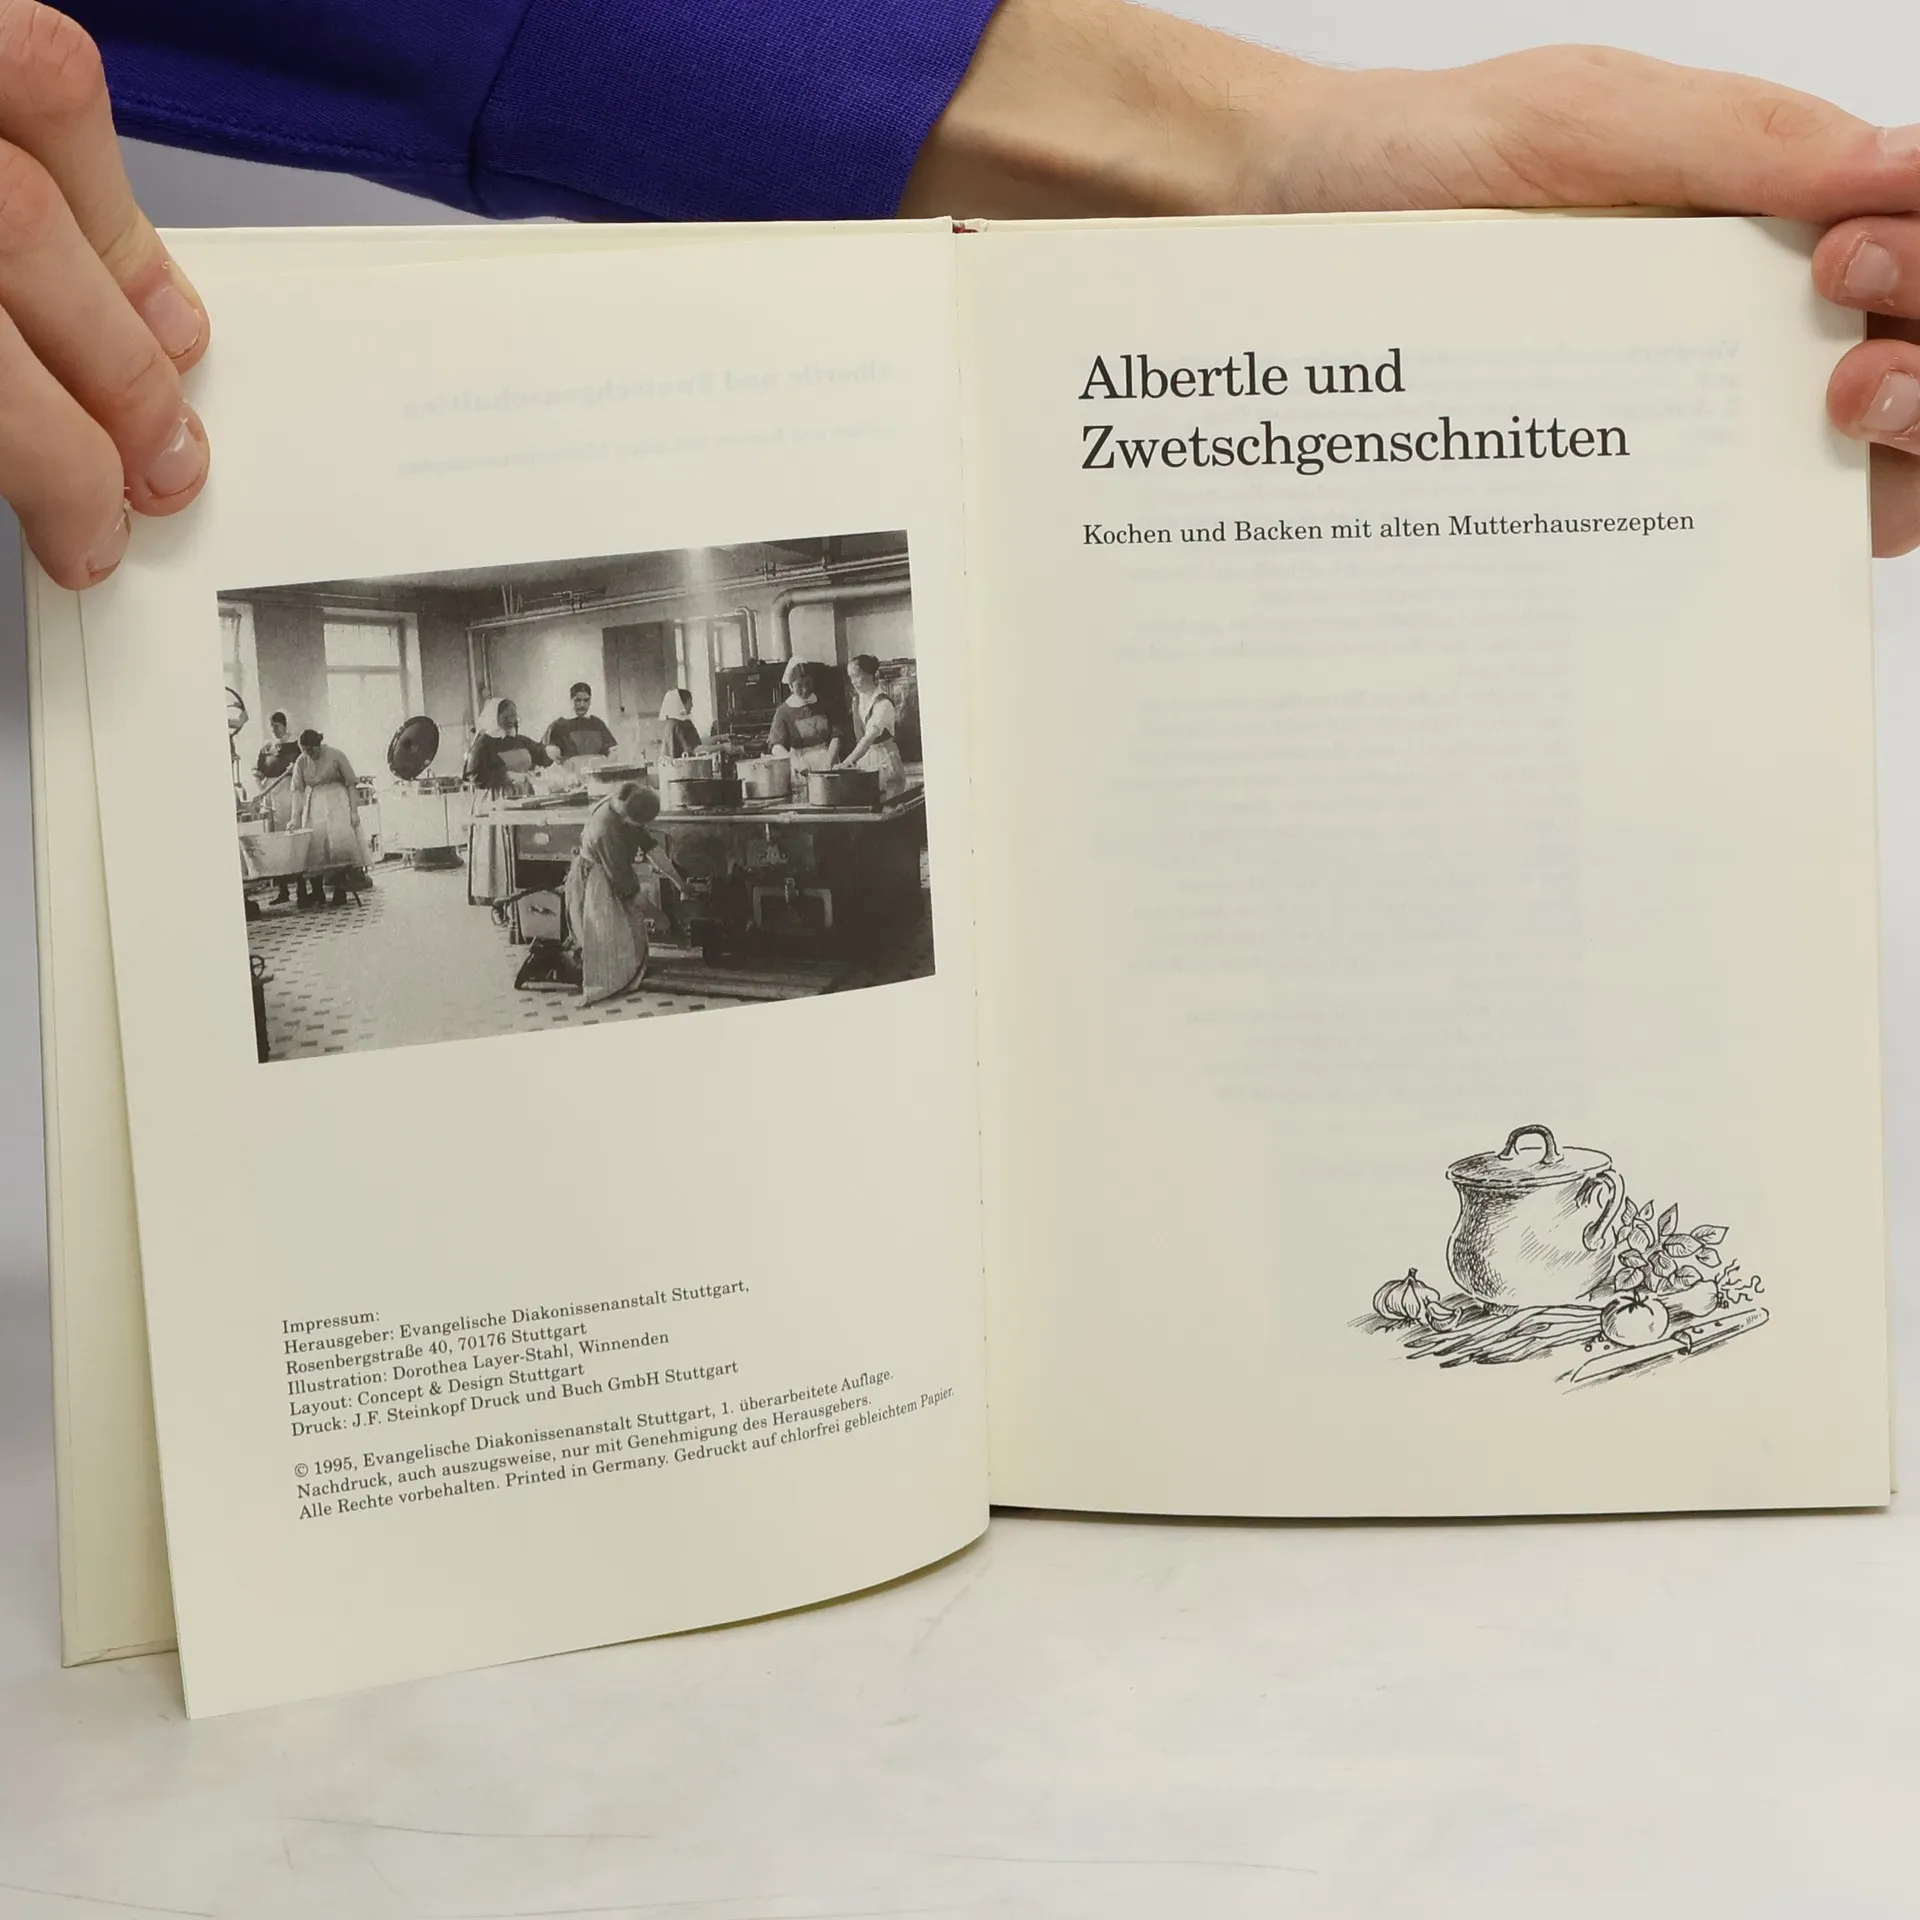 Impressum:
Herausgeber: Evangelische Diakonissenanstalt Stuttgart,
Rosenbergstraße 40, 70176 Stuttgart
Illustration: Dorothea Layer-Stahl, Winnenden
Layout: Concept & Design Stuttgart
Druck: J.F. Steinkopf Druck und Buch GmbH Stuttgart
© 1995, Evangelische Diakonissenanstalt Stuttgart, 1. überarbeitete Auflage.
Nachdruck, auch auszugsweise, nur mit Genehmigung des Herausgebers.
Alle Rechte vorbehalten. Printed in Germany. Gedruckt auf chlorfrei gebleichtem Papier.
Albertle und
Zwetschgenschnitten
Kochen und Backen mit alten Mutterhausrezepten